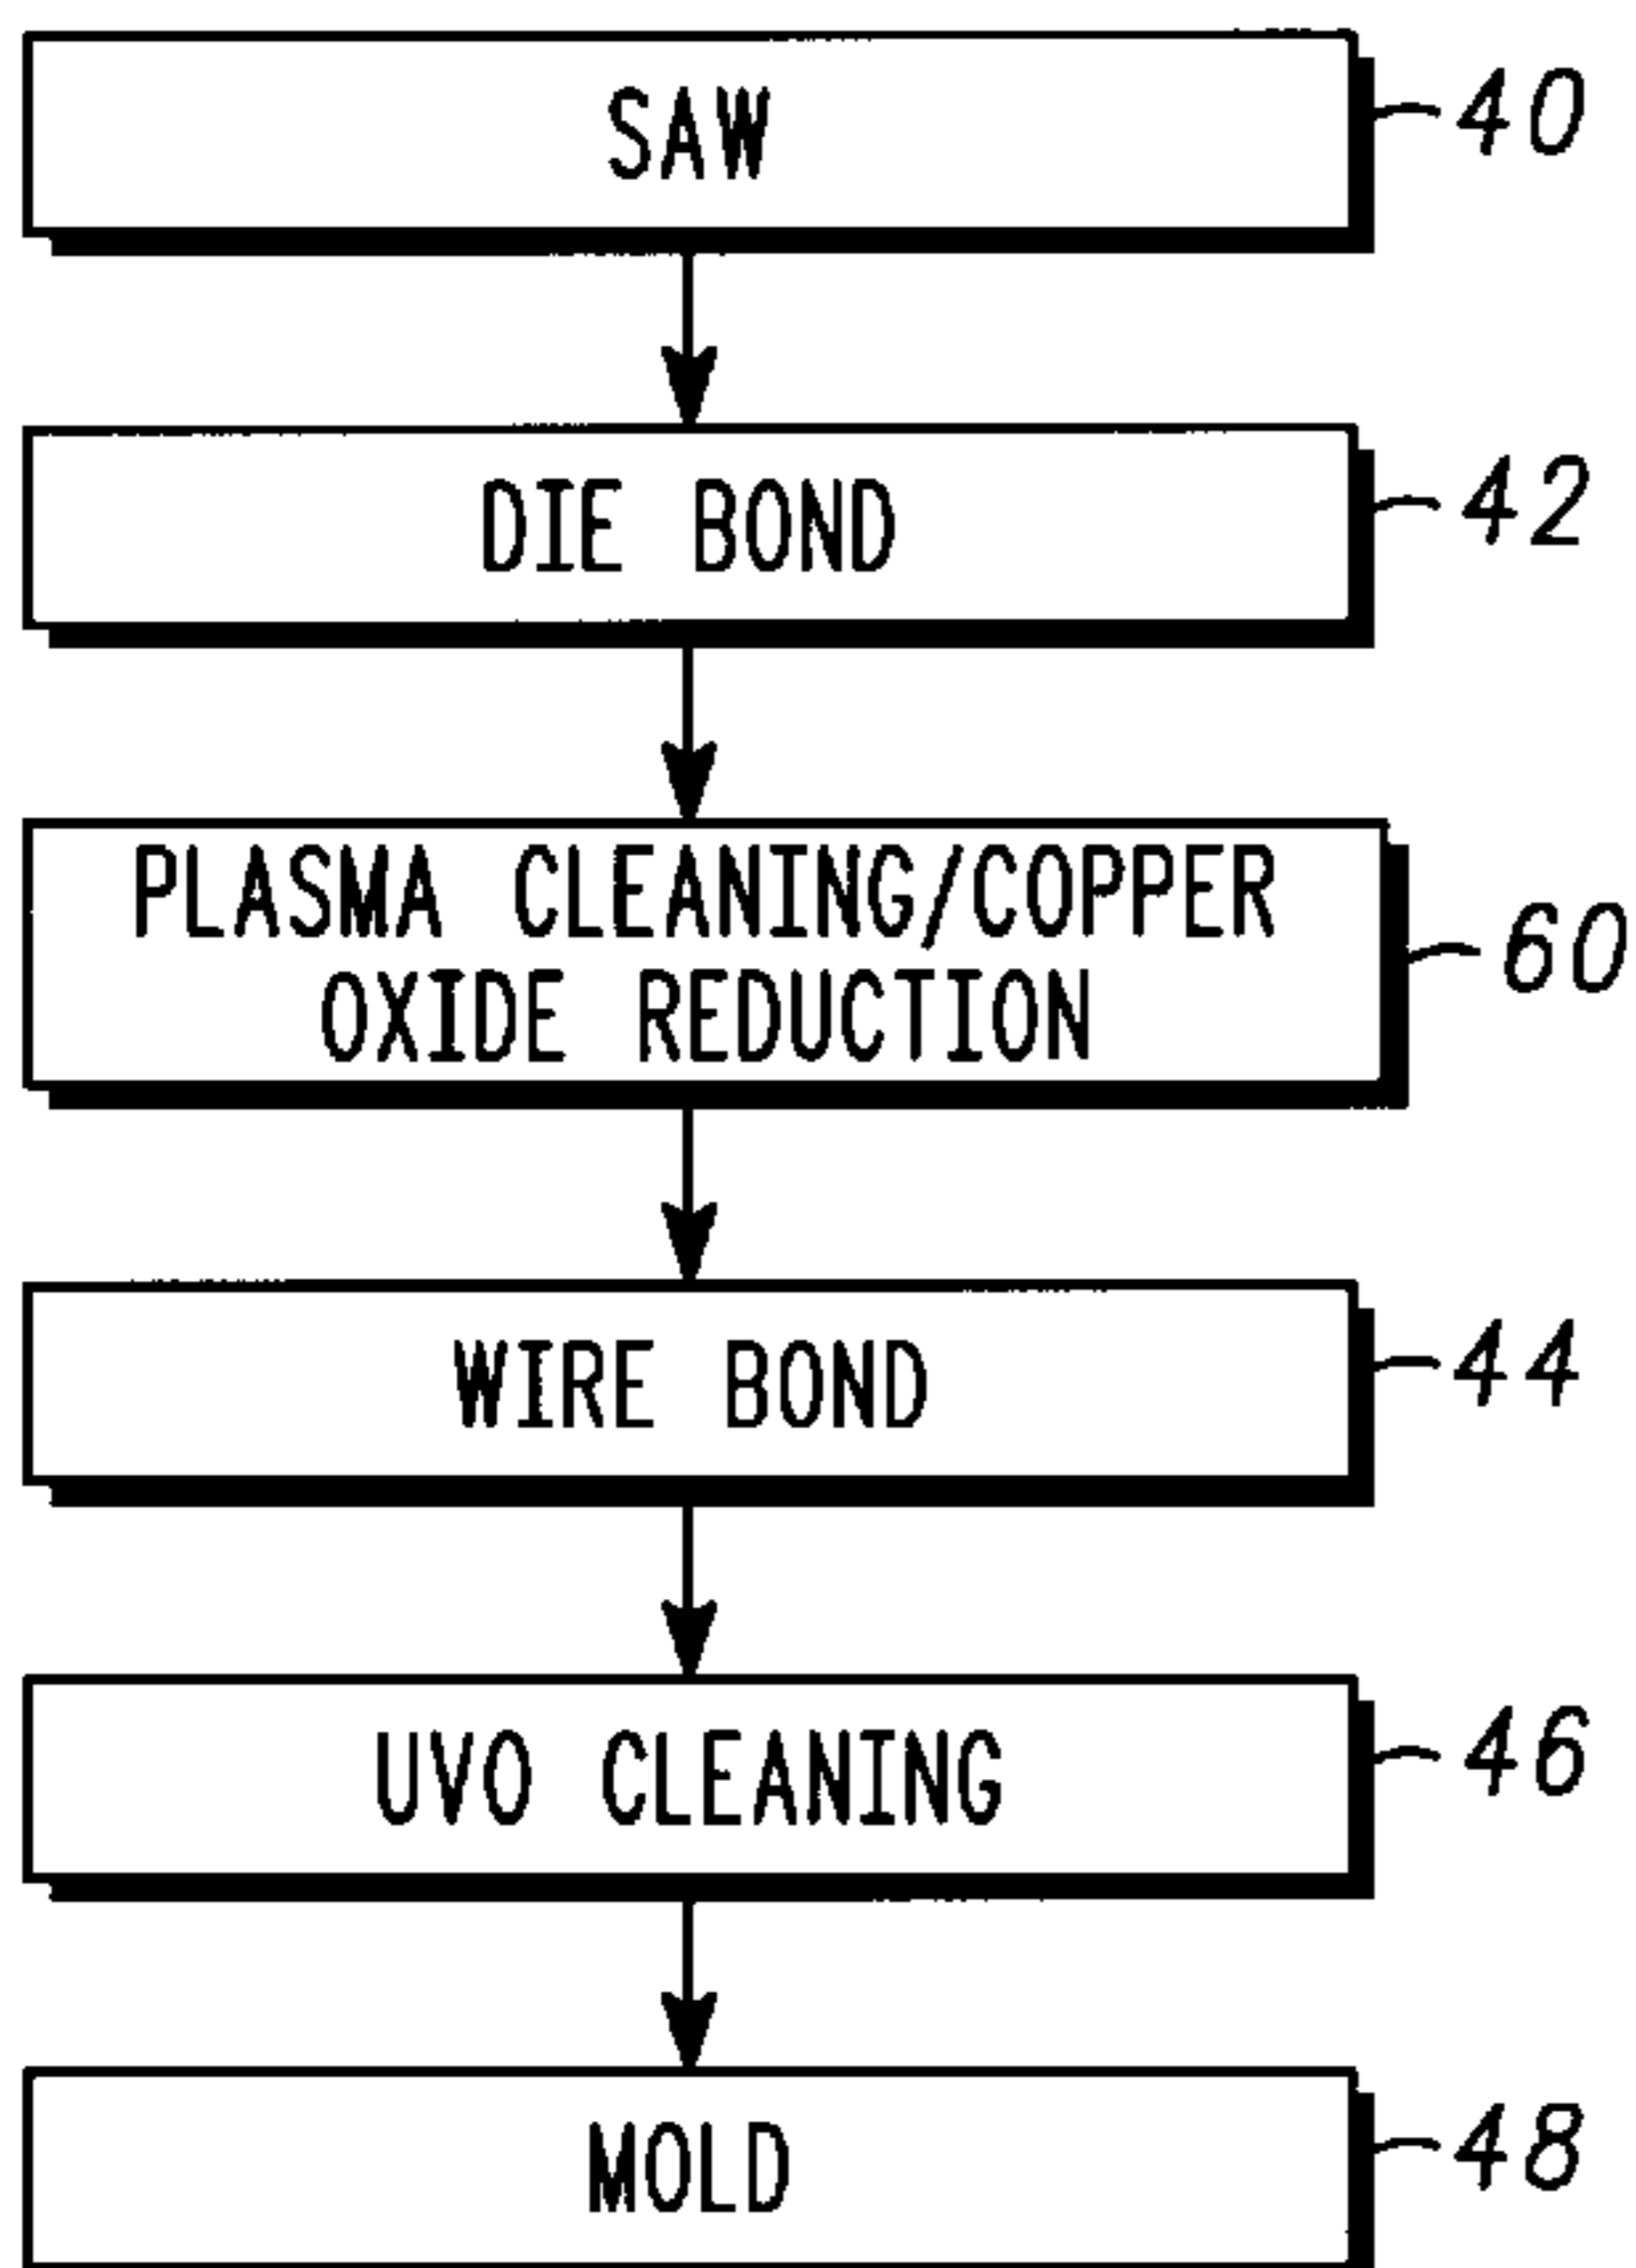 SAW
40
DIE BOND
42
PLASMA CLEANING/COPPER
OXIDE REDUCTION
60
WIRE BOND
44
UVO CLEANING
46
MOLD
48